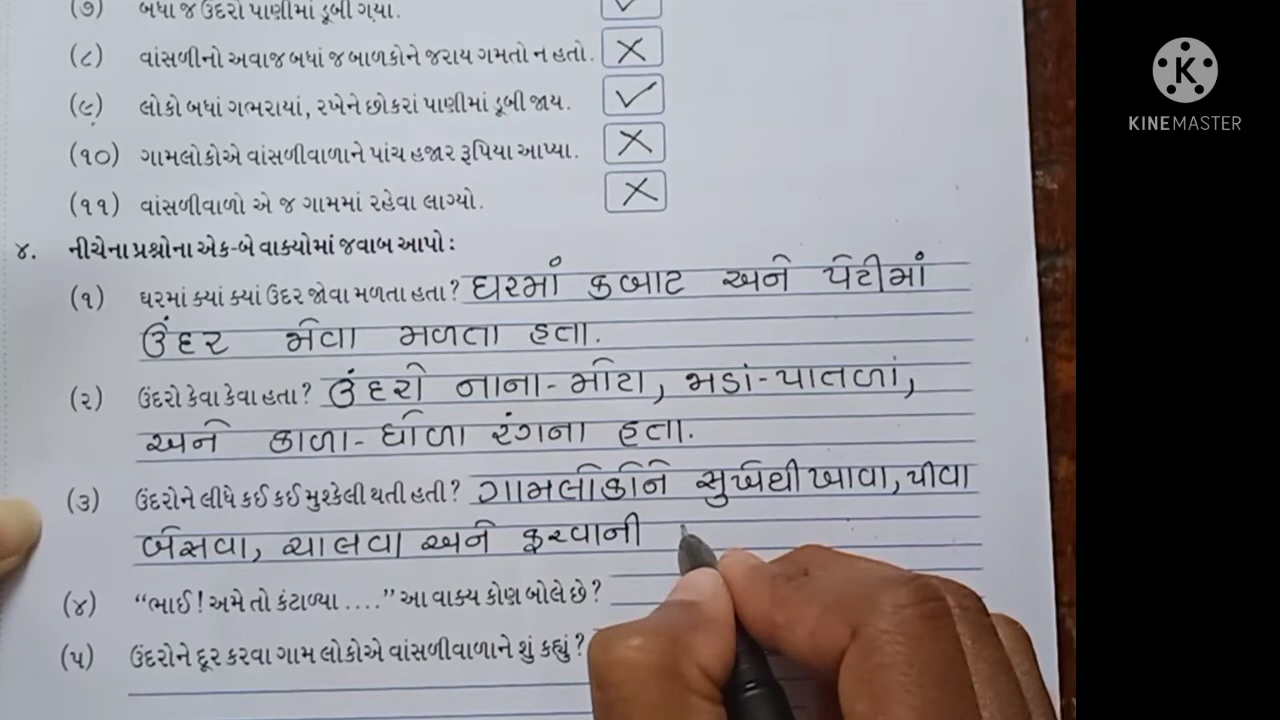 (૭) બધા જ ઉંદરો પાણીમાં ડૂબી ગયા.
(૮) વાંસળીનો અવાજ બધાં જ બાળકોને જરાય ગમતો ન હતો.
(૯) લોકો બધાં ગભરાયાં, રખેને છોકરાં પાણીમાં ડૂબી જાય.
(૧૦) ગામલોકોએ વાંસળીવાળાને પાંચ હજાર રૂપિયા આપ્યા.
(૧૧) વાંસળીવાળો એ જ ગામમાં રહેવા લાગ્યો.
૪. નીચેના પ્રશ્નોના એક-બે વાક્યોમાં જવાબ આપો :
(૧) ઘરમાં ક્યાં ક્યાં ઉંદર જોવા મળતા હતા? ઘરમાં કબાટ અને પેટીમાં
ઉંદર જોવા મળતા હતા.
(૨) ઉંદરો કેવા કેવા હતા? ઉંદરો નાના-મોટા, જાડાં-પાતળાં,
અને કાળા-ધોળા રંગના હતા.
(૩) ઉંદરોને લીધે કઈ કઈ મુશ્કેલી થતી હતી? ગામલોકોને સુખેથી ખાવા, પીવા
બેસવા, ચાલવા અને ફરવાની
(૪) “ભાઈ! અમે તો કંટાળ્યા ....” આ વાક્ય કોણ બોલે છે?
(૫) ઉંદરોને દૂર કરવા ગામ લોકોએ વાંસળીવાળાને શું કહ્યું?
K
KINEMASTER